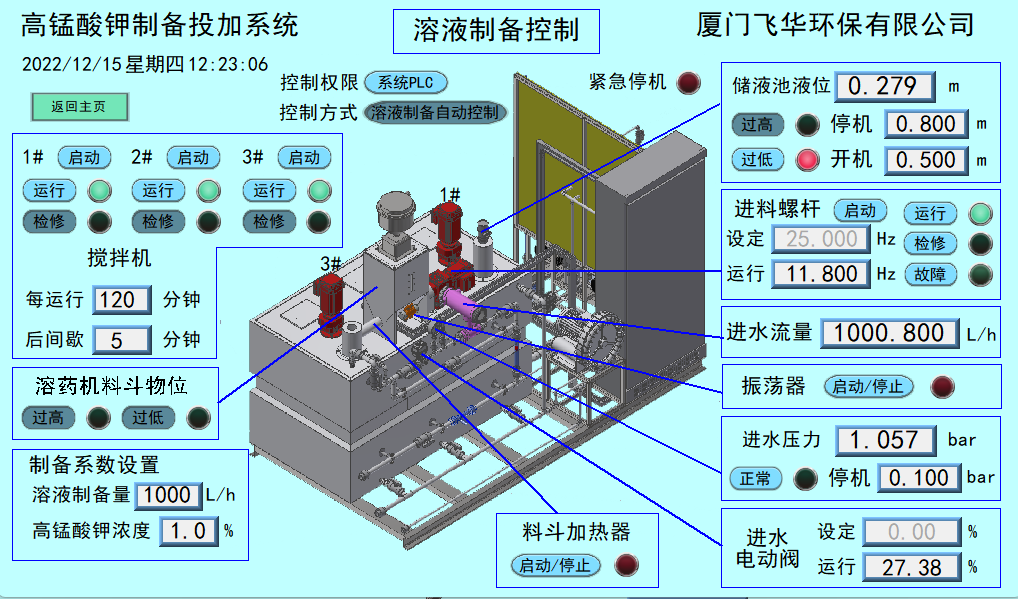 高锰酸钾制备投加系统
溶液制备控制
厦门飞华环保有限公司
2022/12/15 星期四 12:23:06
返回主页
控制权限 系统PLC
控制方式 溶液制备自动控制
紧急停机
1# 启动 2# 启动 3# 启动
运行 运行 运行
检修 检修 检修
搅拌机
每运行 120 分钟
后间歇 5 分钟
溶药机料斗物位
过高 过低
制备系数设置
溶液制备量 1000 L/h
高锰酸钾浓度 1.0 %
1#
3#
储液池液位 0.279 m
过高 停机 0.800 m
过低 开机 0.500 m
进料螺杆 启动 运行
设定 25.000 Hz 检修
运行 11.800 Hz 故障
进水流量 1000.800 L/h
振荡器 启动/停止
进水压力 1.057 bar
正常 停机 0.100 bar
进水
电动阀
设定 0.00 %
运行 27.38 %
料斗加热器
启动/停止